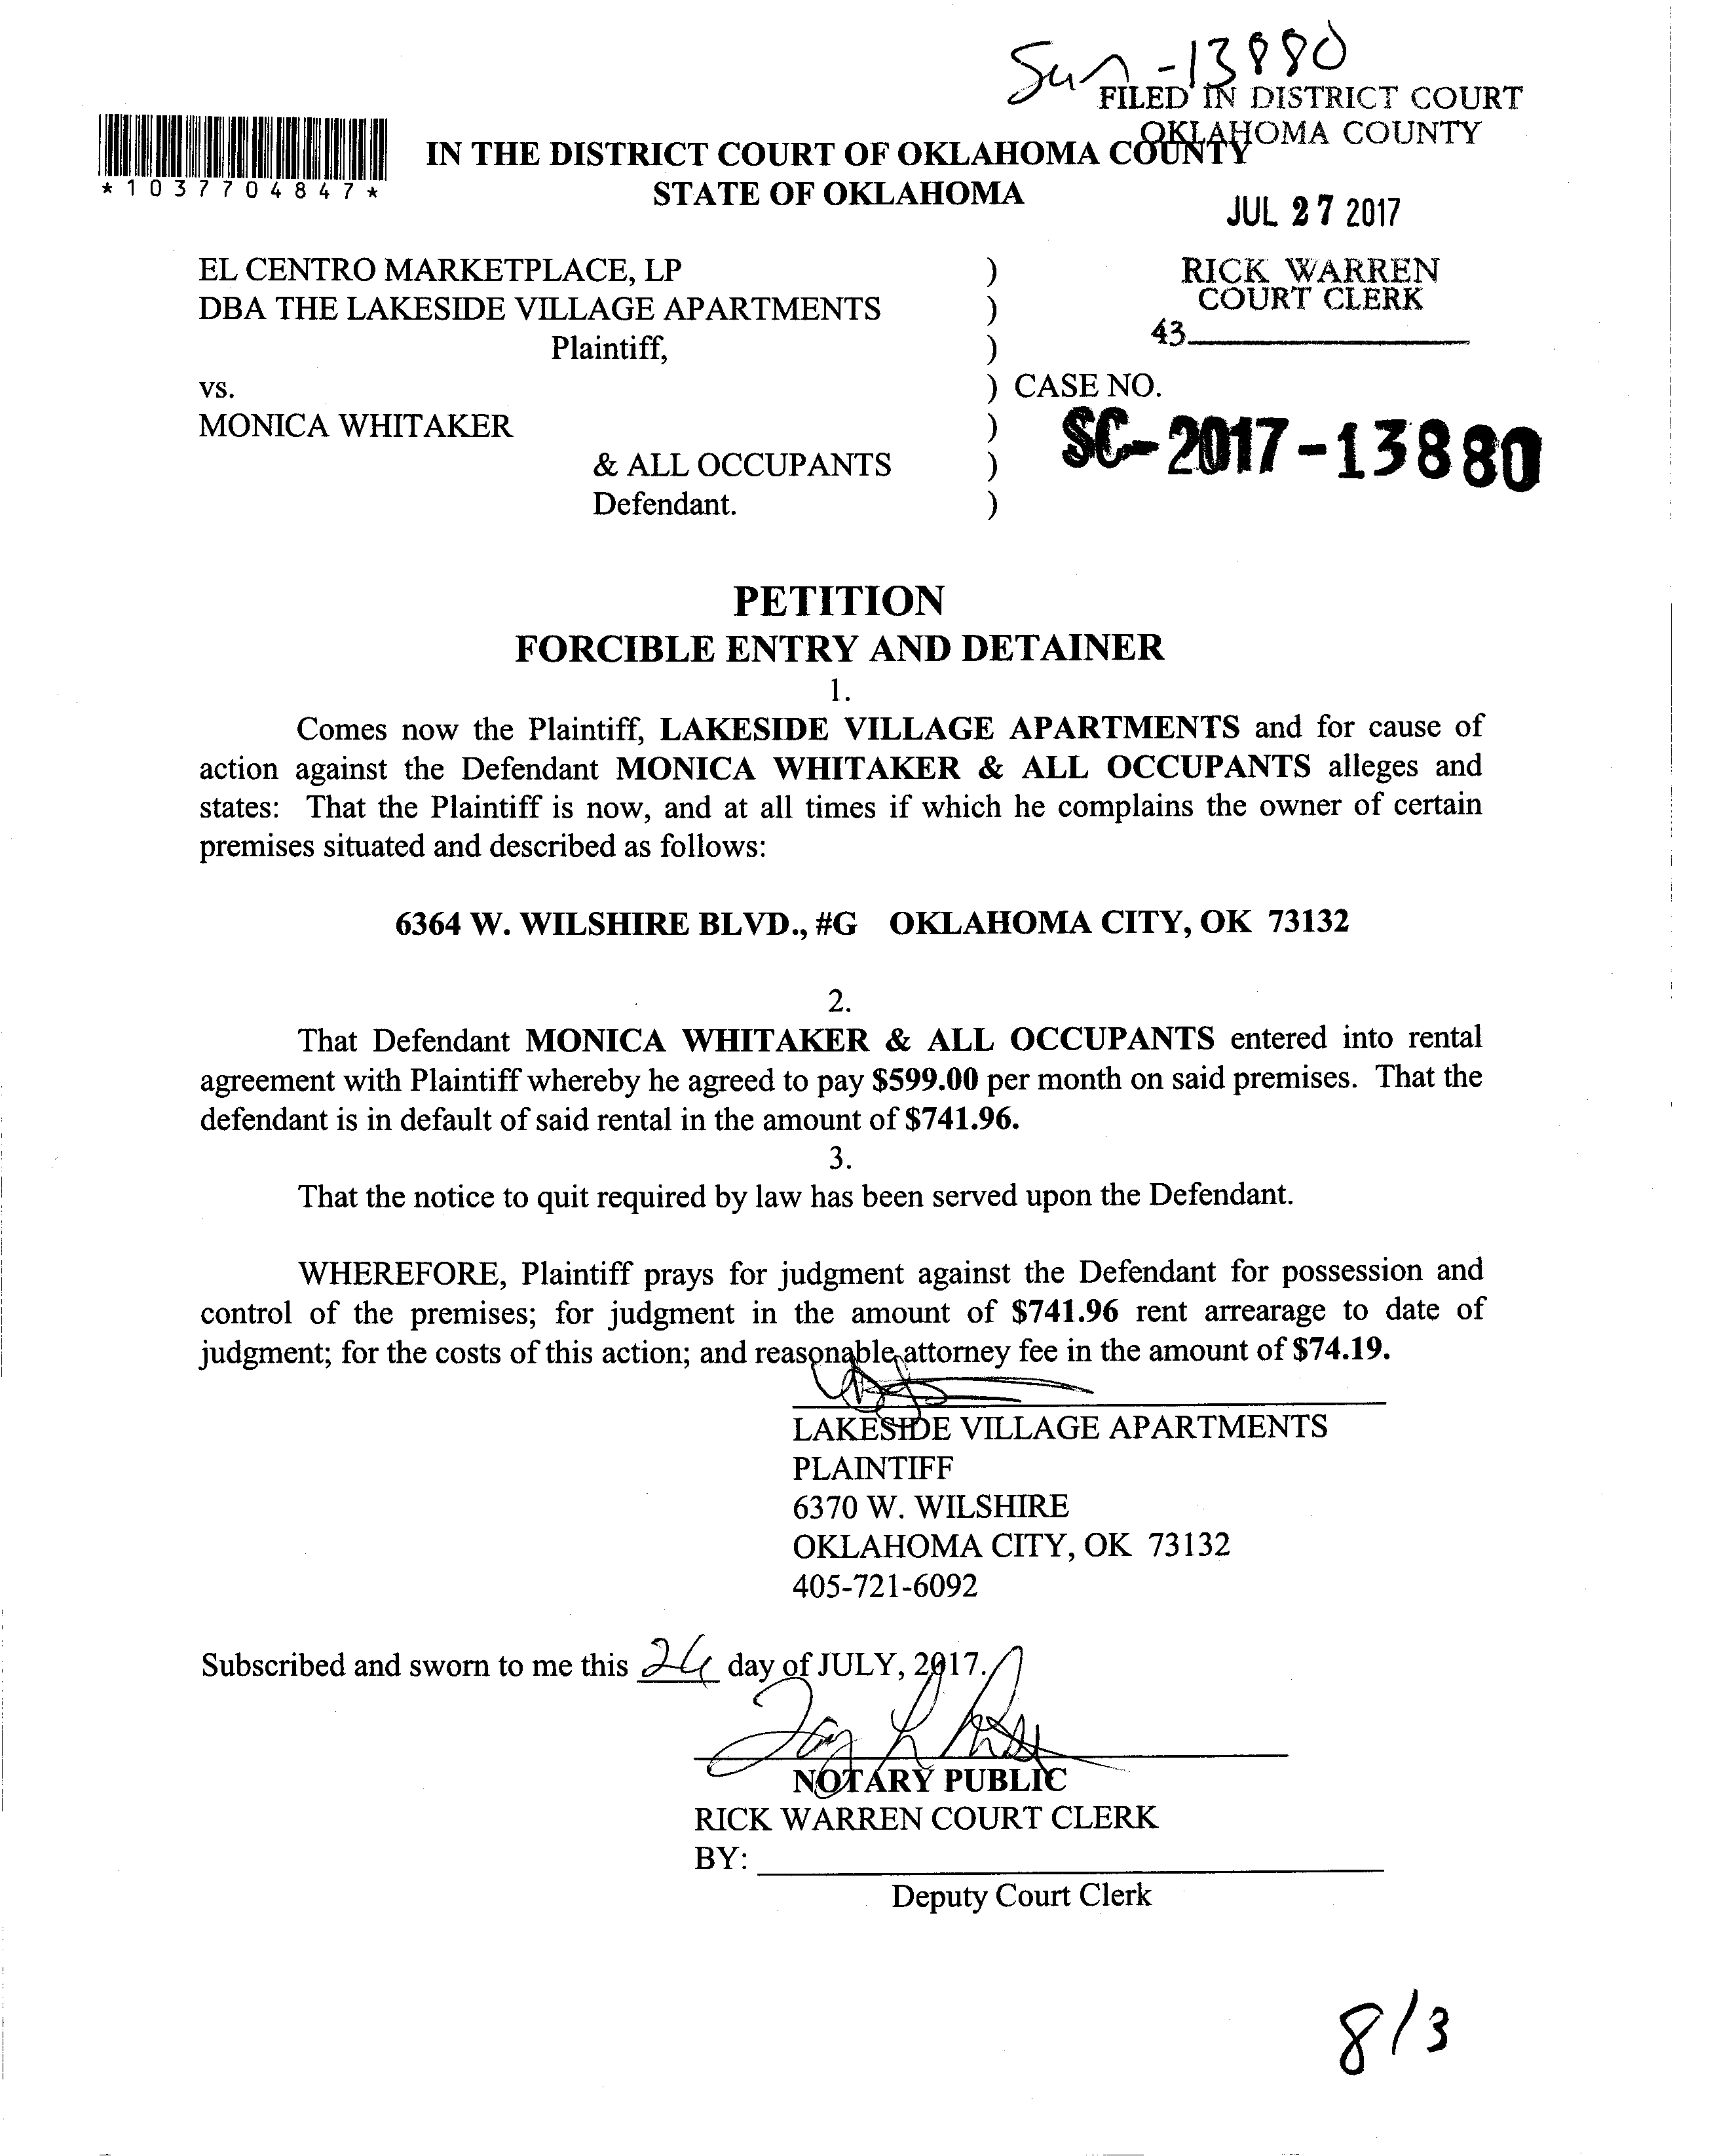 -13880
FILED IN DISTRICT COURT
OKLAHOMA COUNTY
*1037704847*
IN THE DISTRICT COURT OF OKLAHOMA COUNTY
STATE OF OKLAHOMA
JUL 27 2017
EL CENTRO MARKETPLACE, LP )
DBA THE LAKESIDE VILLAGE APARTMENTS )
Plaintiff, )
RICK WARREN
COURT CLERK
43
vs. ) CASE NO.
MONICA WHITAKER )
SC-2017-13880
& ALL OCCUPANTS )
Defendant. )
PETITION
FORCIBLE ENTRY AND DETAINER
1.
Comes now the Plaintiff, LAKESIDE VILLAGE APARTMENTS and for cause of
action against the Defendant MONICA WHITAKER & ALL OCCUPANTS alleges and
states: That the Plaintiff is now, and at all times if which he complains the owner of certain
premises situated and described as follows:
6364 W. WILSHIRE BLVD., #G OKLAHOMA CITY, OK 73132
2.
That Defendant MONICA WHITAKER & ALL OCCUPANTS entered into rental
agreement with Plaintiff whereby he agreed to pay $599.00 per month on said premises. That the
defendant is in default of said rental in the amount of $741.96.
3.
That the notice to quit required by law has been served upon the Defendant.
WHEREFORE, Plaintiff prays for judgment against the Defendant for possession and
control of the premises; for judgment in the amount of $741.96 rent arrearage to date of
judgment; for the costs of this action; and reasonable attorney fee in the amount of $74.19.
LAKESIDE VILLAGE APARTMENTS
PLAINTIFF
6370 W. WILSHIRE
OKLAHOMA CITY, OK 73132
405-721-6092
Subscribed and sworn to me this 24 day of JULY, 2017.
NOTARY PUBLIC
RICK WARREN COURT CLERK
BY:
Deputy Court Clerk
8/3